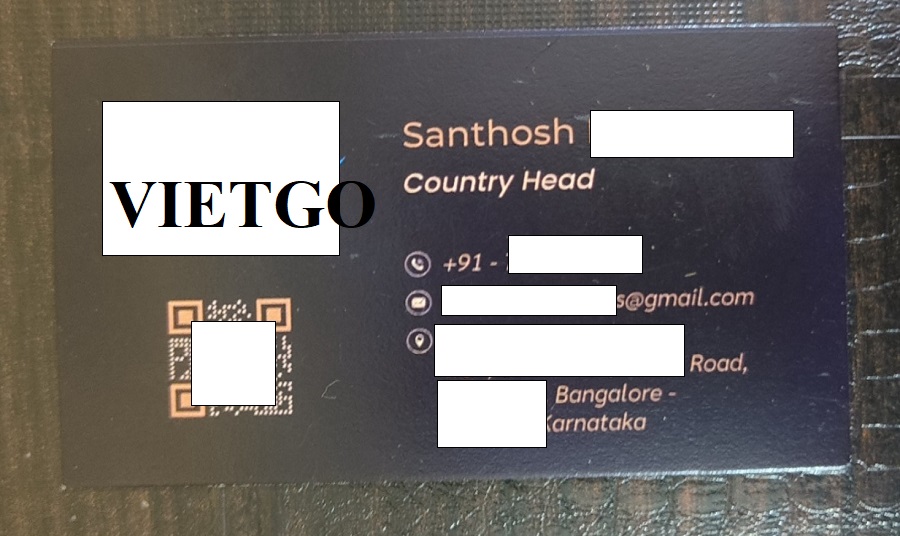 VIETGO
Santhosh
Country Head
+91 -
s@gmail.com
Road,
Bangalore -
Karnataka